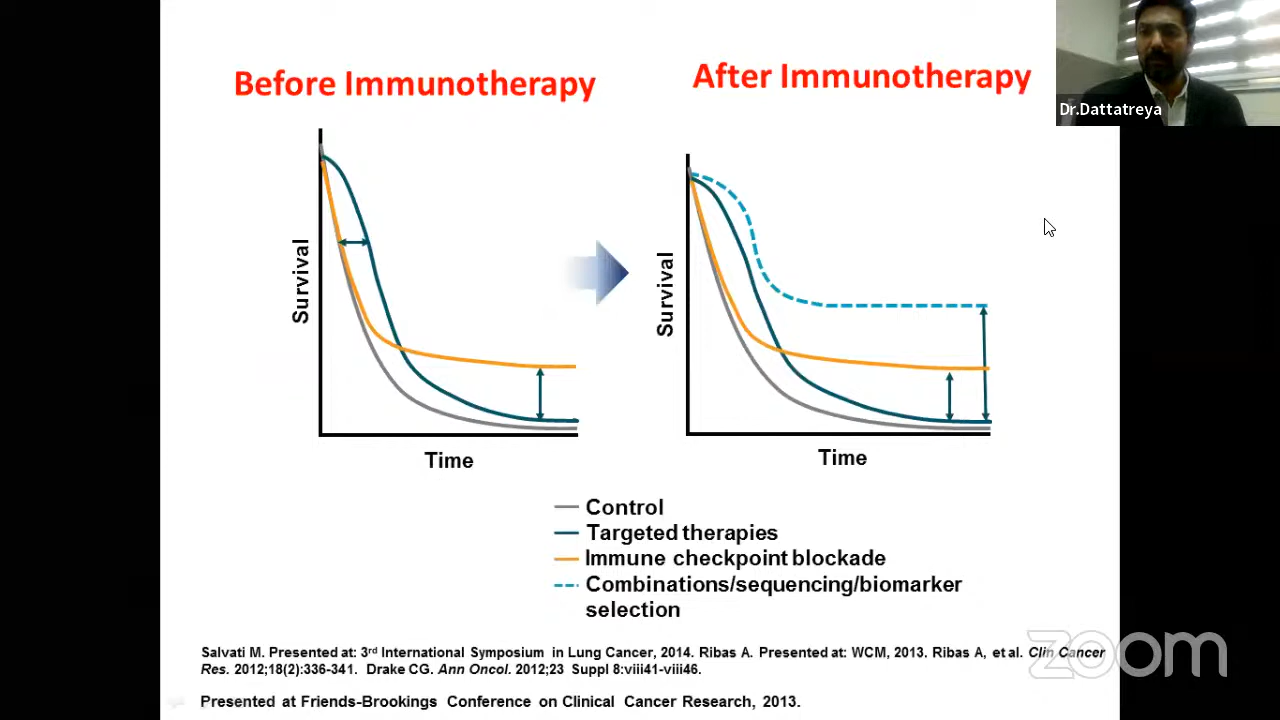 Before Immunotherapy
After Immunotherapy
Dr.Dattatreya
Survival
Survival
Time
Time
Control
Targeted therapies
Immune checkpoint blockade
Combinations/sequencing/biomarker
selection
Salvati M. Presented at: 3rd International Symposium in Lung Cancer, 2014. Ribas A. Presented at: WCM, 2013. Ribas A, et al. Clin Cancer
Res. 2012;18(2):336-341. Drake CG. Ann Oncol. 2012;23 Suppl 8:viii41-viii46.
zoom
Presented at Friends-Brookings Conference on Clinical Cancer Research, 2013.